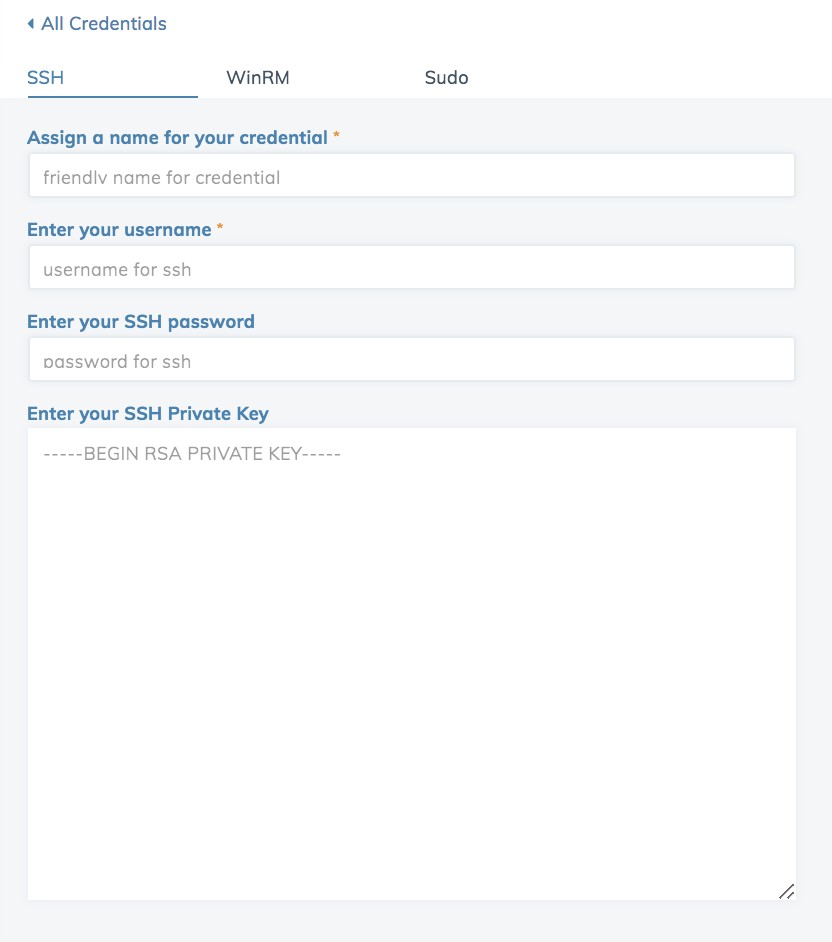 All Credentials
SSH WinRM Sudo
Assign a name for your credential *
friendly name for credential
Enter your username *
username for ssh
Enter your SSH password
password for ssh
Enter your SSH Private Key
-----BEGIN RSA PRIVATE KEY-----